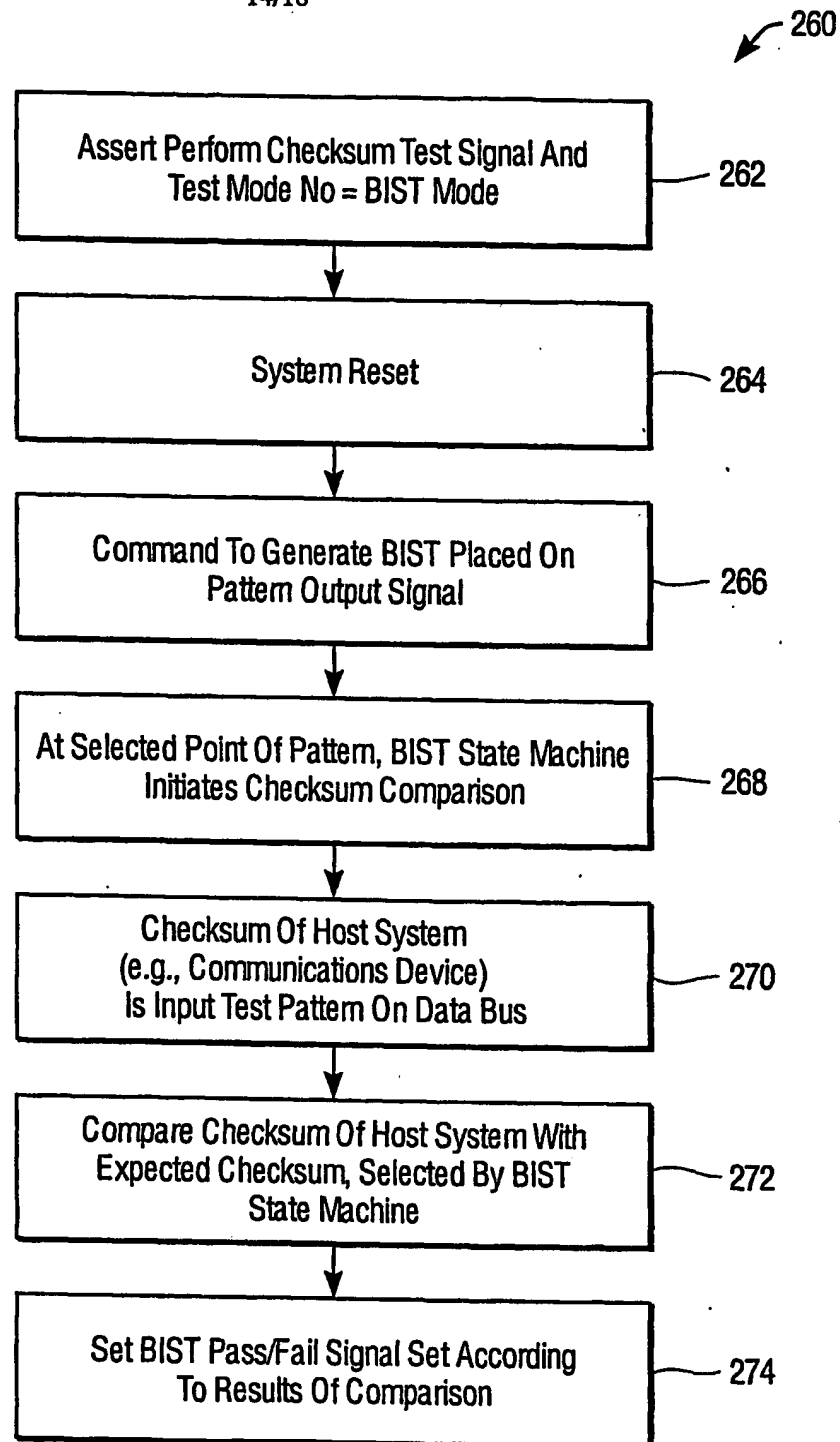 260
Assert Perform Checksum Test Signal And
Test Mode No = BIST Mode
262
System Reset
264
Command To Generate BIST Placed On
Pattern Output Signal
266
At Selected Point Of Pattern, BIST State Machine
Initiates Checksum Comparison
268
Checksum Of Host System
(e.g., Communications Device)
Is Input Test Pattern On Data Bus
270
Compare Checksum Of Host System With
Expected Checksum, Selected By BIST
State Machine
272
Set BIST Pass/Fail Signal Set According
To Results Of Comparison
274